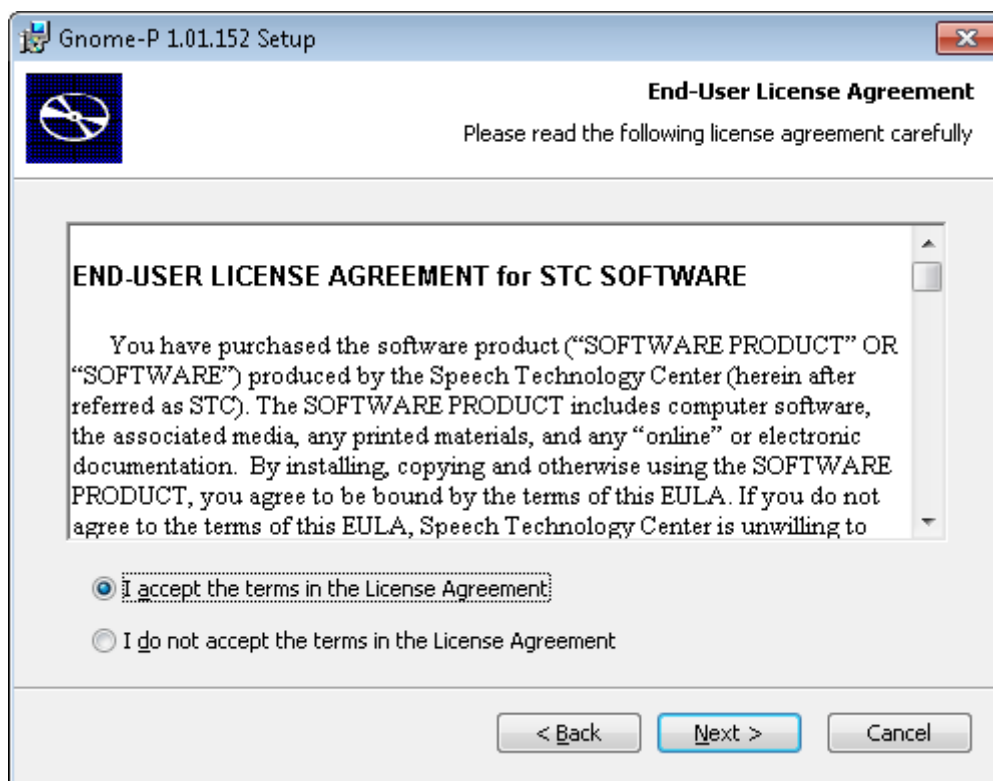 Gnome-P 1.01.152 Setup
End-User License Agreement
Please read the following license agreement carefully
END-USER LICENSE AGREEMENT for STC SOFTWARE
You have purchased the software product (“SOFTWARE PRODUCT” OR
“SOFTWARE”) produced by the Speech Technology Center (herein after
referred as STC). The SOFTWARE PRODUCT includes computer software,
the associated media, any printed materials, and any “online” or electronic
documentation.  By installing, copying and otherwise using the SOFTWARE
PRODUCT, you agree to be bound by the terms of this EULA. If you do not
agree to the terms of this EULA, Speech Technology Center is unwilling to
I accept the terms in the License Agreement
I do not accept the terms in the License Agreement
< Back Next > Cancel